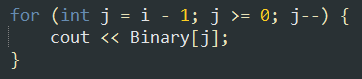 for (int j = i - 1; j >= 0; j--) {
    cout << Binary[j];
}